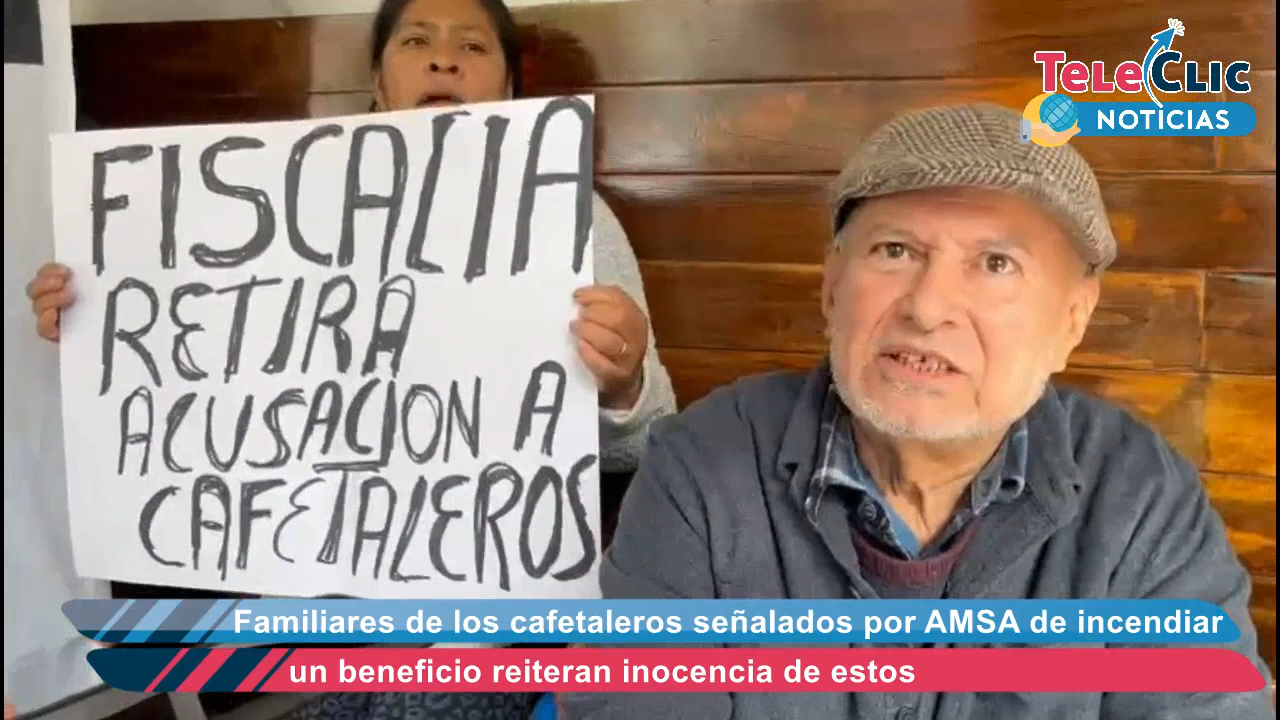 TELECLIC
NOTICIAS
FISCALIA
RETIRA
ACUSACION A
CAFETALEROS
Familiares de los cafetaleros señalados por AMSA de incendiar
un beneficio reiteran inocencia de estos